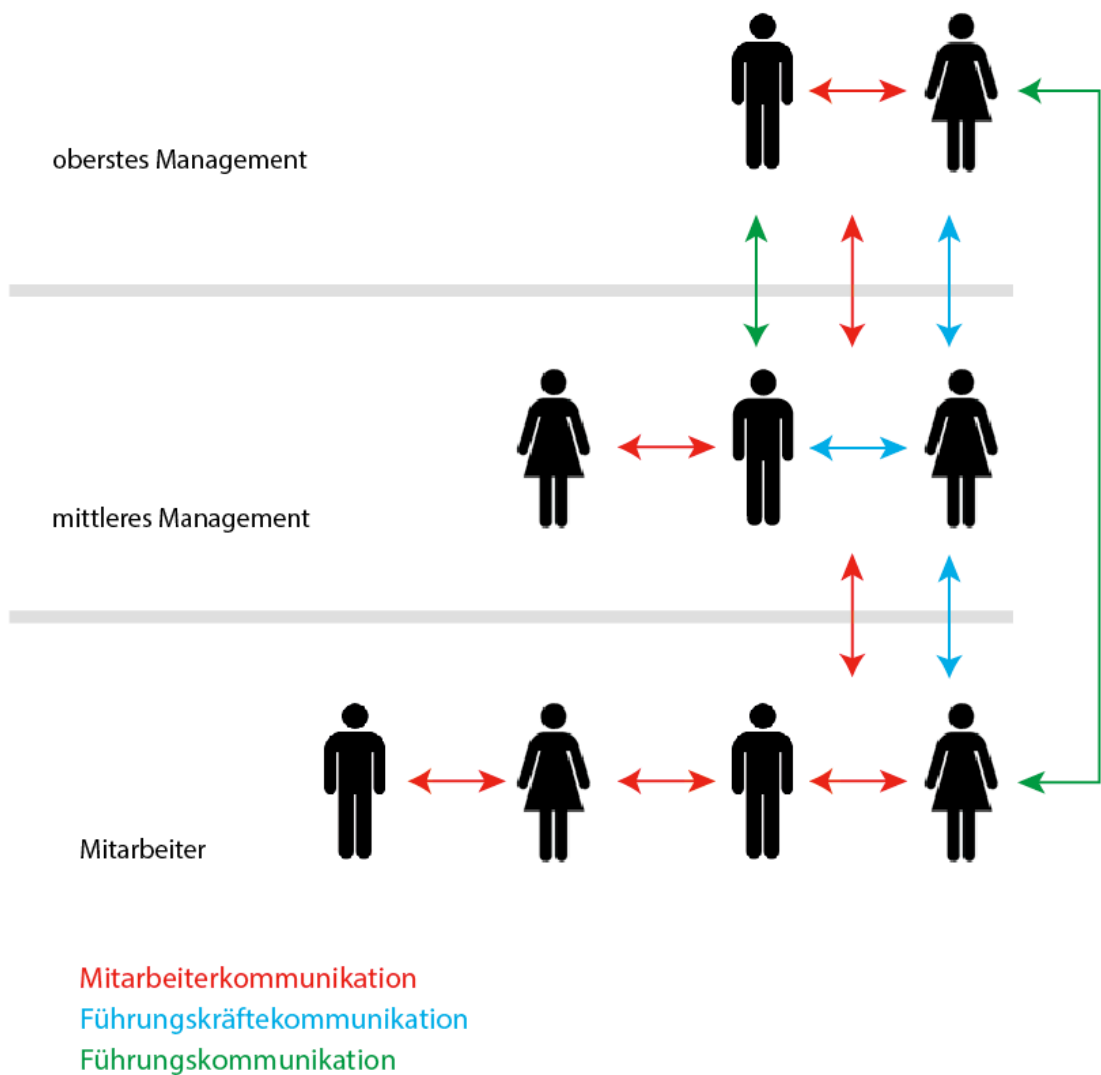 oberstes Management
mittleres Management
Mitarbeiter
Mitarbeiterkommunikation
Führungskräftekommunikation
Führungskommunikation